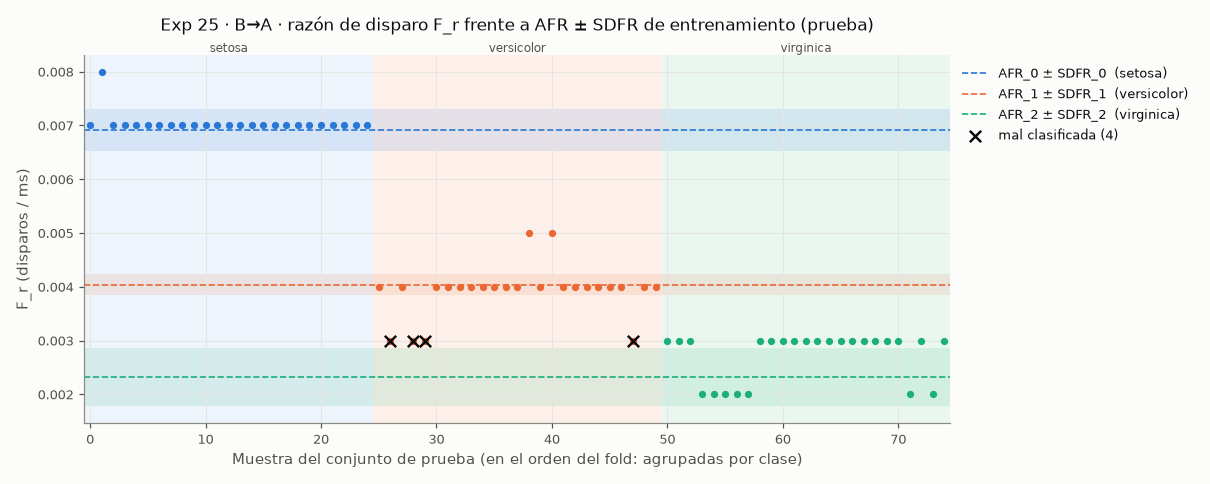 Exp 25 · B→A · razón de disparo F_r frente a AFR ± SDFR de entrenamiento (prueba)
setosa
versicolor
virginica
F_r (disparos / ms)
0.008
0.007
0.006
0.005
0.004
0.003
0.002
0
10
20
30
40
50
60
70
Muestra del conjunto de prueba (en el orden del fold: agrupadas por clase)
AFR_0 ± SDFR_0 (setosa)
AFR_1 ± SDFR_1 (versicolor)
AFR_2 ± SDFR_2 (virginica)
mal clasificada (4)